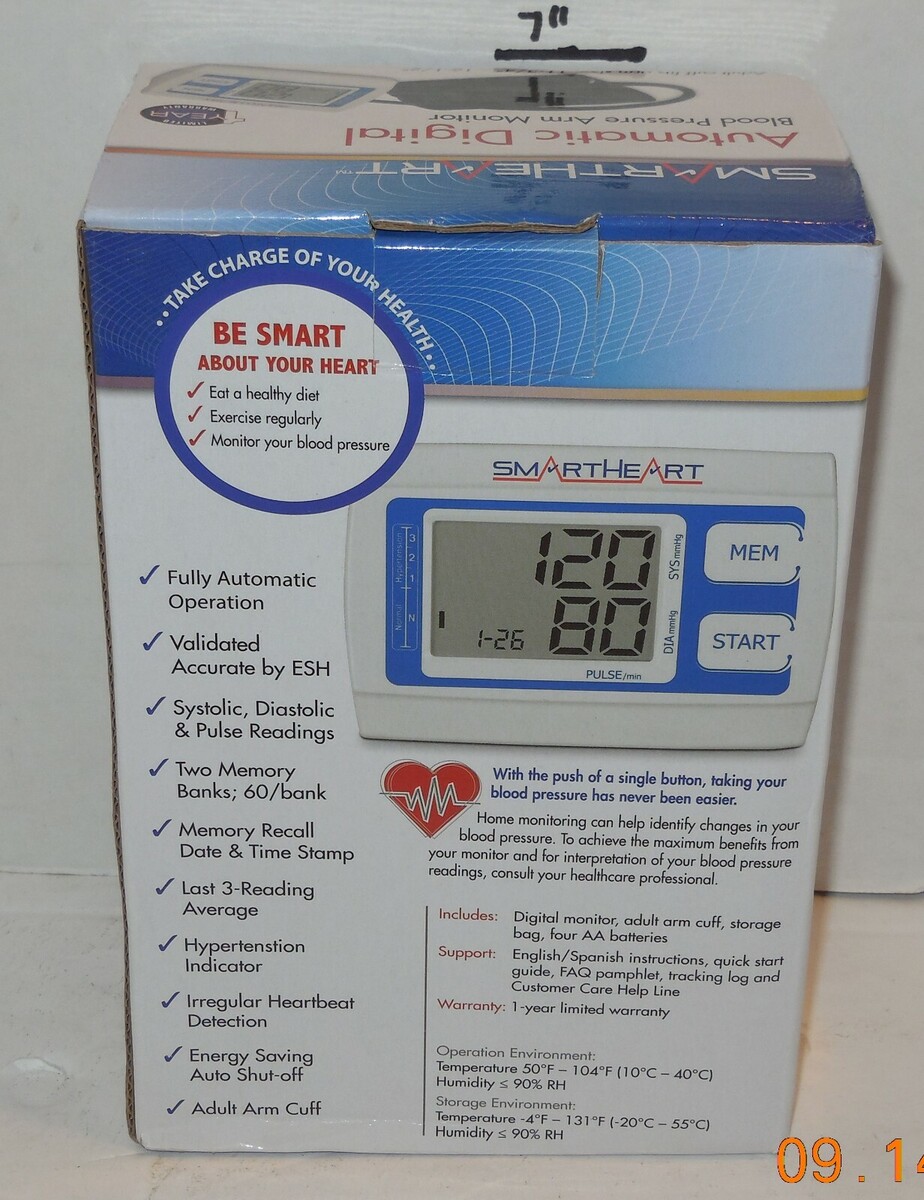 7"
LIMITED
1 YEAR
WARRANTY
Blood Pressure Arm Monitor
Automatic Digital
SMARTHEART™
•• TAKE CHARGE OF YOUR HEALTH ••
BE SMART
ABOUT YOUR HEART
✓ Eat a healthy diet
✓ Exercise regularly
✓ Monitor your blood pressure
SMARTHEART
Hypertension
3
2
1
Normal
N
120
SYS mmHg
80
DIA mmHg
1-26
PULSE/min
MEM
START
✓ Fully Automatic
Operation
✓ Validated
Accurate by ESH
✓ Systolic, Diastolic
& Pulse Readings
✓ Two Memory
Banks; 60/bank
✓ Memory Recall
Date & Time Stamp
✓ Last 3-Reading
Average
✓ Hypertenstion
Indicator
✓ Irregular Heartbeat
Detection
✓ Energy Saving
Auto Shut-off
✓ Adult Arm Cuff
With the push of a single button, taking your
blood pressure has never been easier.
Home monitoring can help identify changes in your
blood pressure. To achieve the maximum benefits from
your monitor and for interpretation of your blood pressure
readings, consult your healthcare professional.
Includes: Digital monitor, adult arm cuff, storage
bag, four AA batteries
Support: English/Spanish instructions, quick start
guide, FAQ pamphlet, tracking log and
Customer Care Help Line
Warranty: 1-year limited warranty
Operation Environment:
Temperature 50°F – 104°F (10°C – 40°C)
Humidity ≤ 90% RH
Storage Environment:
Temperature -4°F – 131°F (-20°C – 55°C)
Humidity ≤ 90% RH
09.14